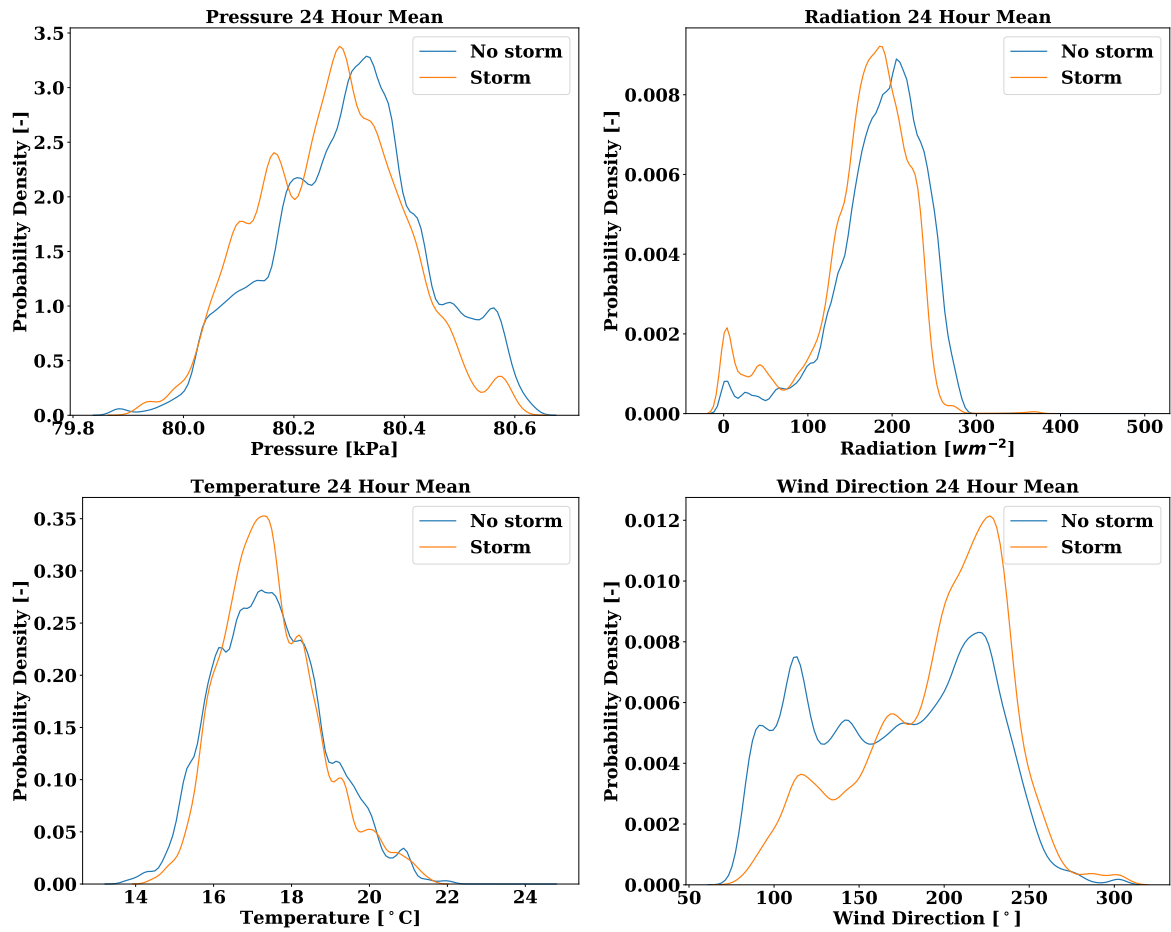 Pressure 24 Hour Mean
3.5
3.0
2.5
2.0
1.5
1.0
0.5
0.0
Probability Density [-]
No storm
Storm
79.8 80.0 80.2 80.4 80.6
Pressure [kPa]
Radiation 24 Hour Mean
0.008
0.006
0.004
0.002
0.000
Probability Density [-]
No storm
Storm
0 100 200 300 400 500
Radiation [wm⁻²]
Temperature 24 Hour Mean
0.35
0.30
0.25
0.20
0.15
0.10
0.05
0.00
Probability Density [-]
No storm
Storm
14 16 18 20 22 24
Temperature [°C]
Wind Direction 24 Hour Mean
0.012
0.010
0.008
0.006
0.004
0.002
0.000
Probability Density [-]
No storm
Storm
50 100 150 200 250 300
Wind Direction [°]